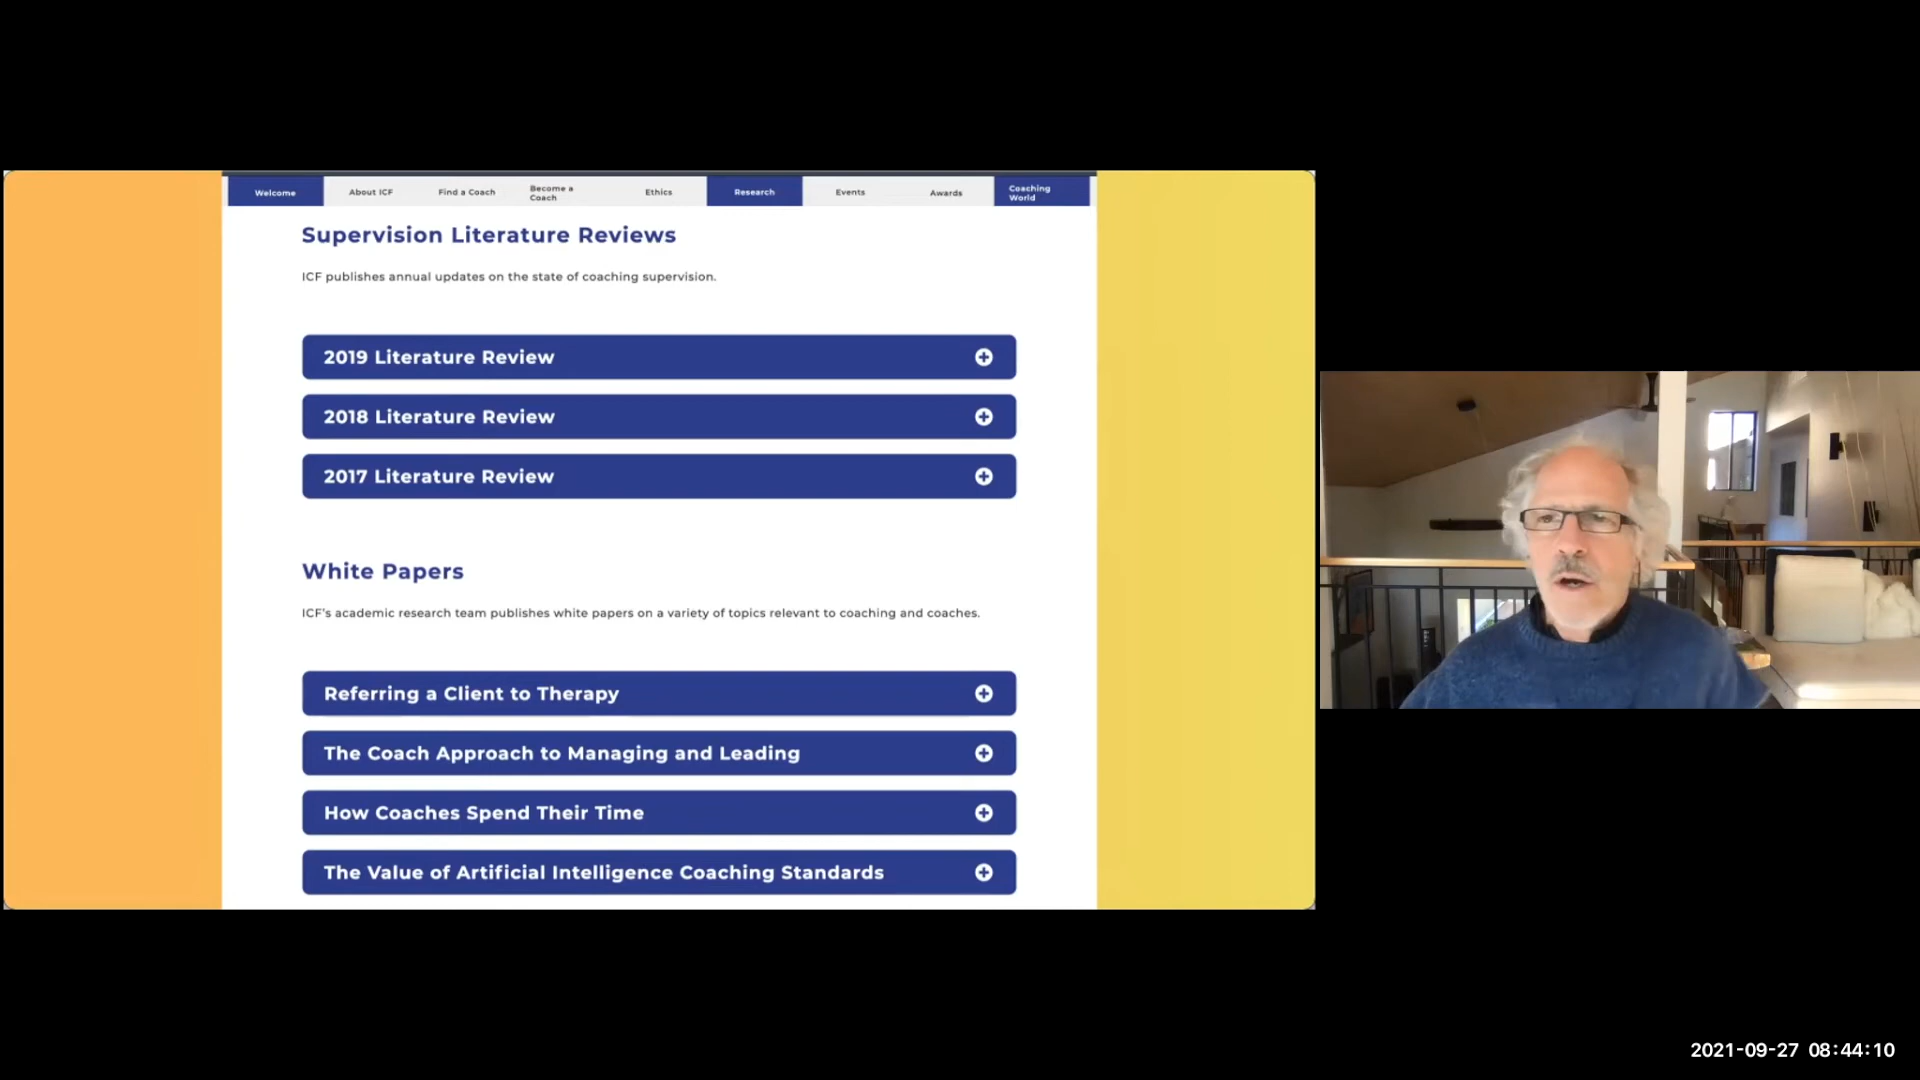 Welcome
About ICF
Find a Coach
Become a
Coach
Ethics
Research
Events
Awards
Coaching
World
Supervision Literature Reviews
ICF publishes annual updates on the state of coaching supervision.
2019 Literature Review
2018 Literature Review
2017 Literature Review
White Papers
ICF's academic research team publishes white papers on a variety of topics relevant to coaching and coaches.
Referring a Client to Therapy
The Coach Approach to Managing and Leading
How Coaches Spend Their Time
The Value of Artificial Intelligence Coaching Standards
2021-09-27 08:44:10